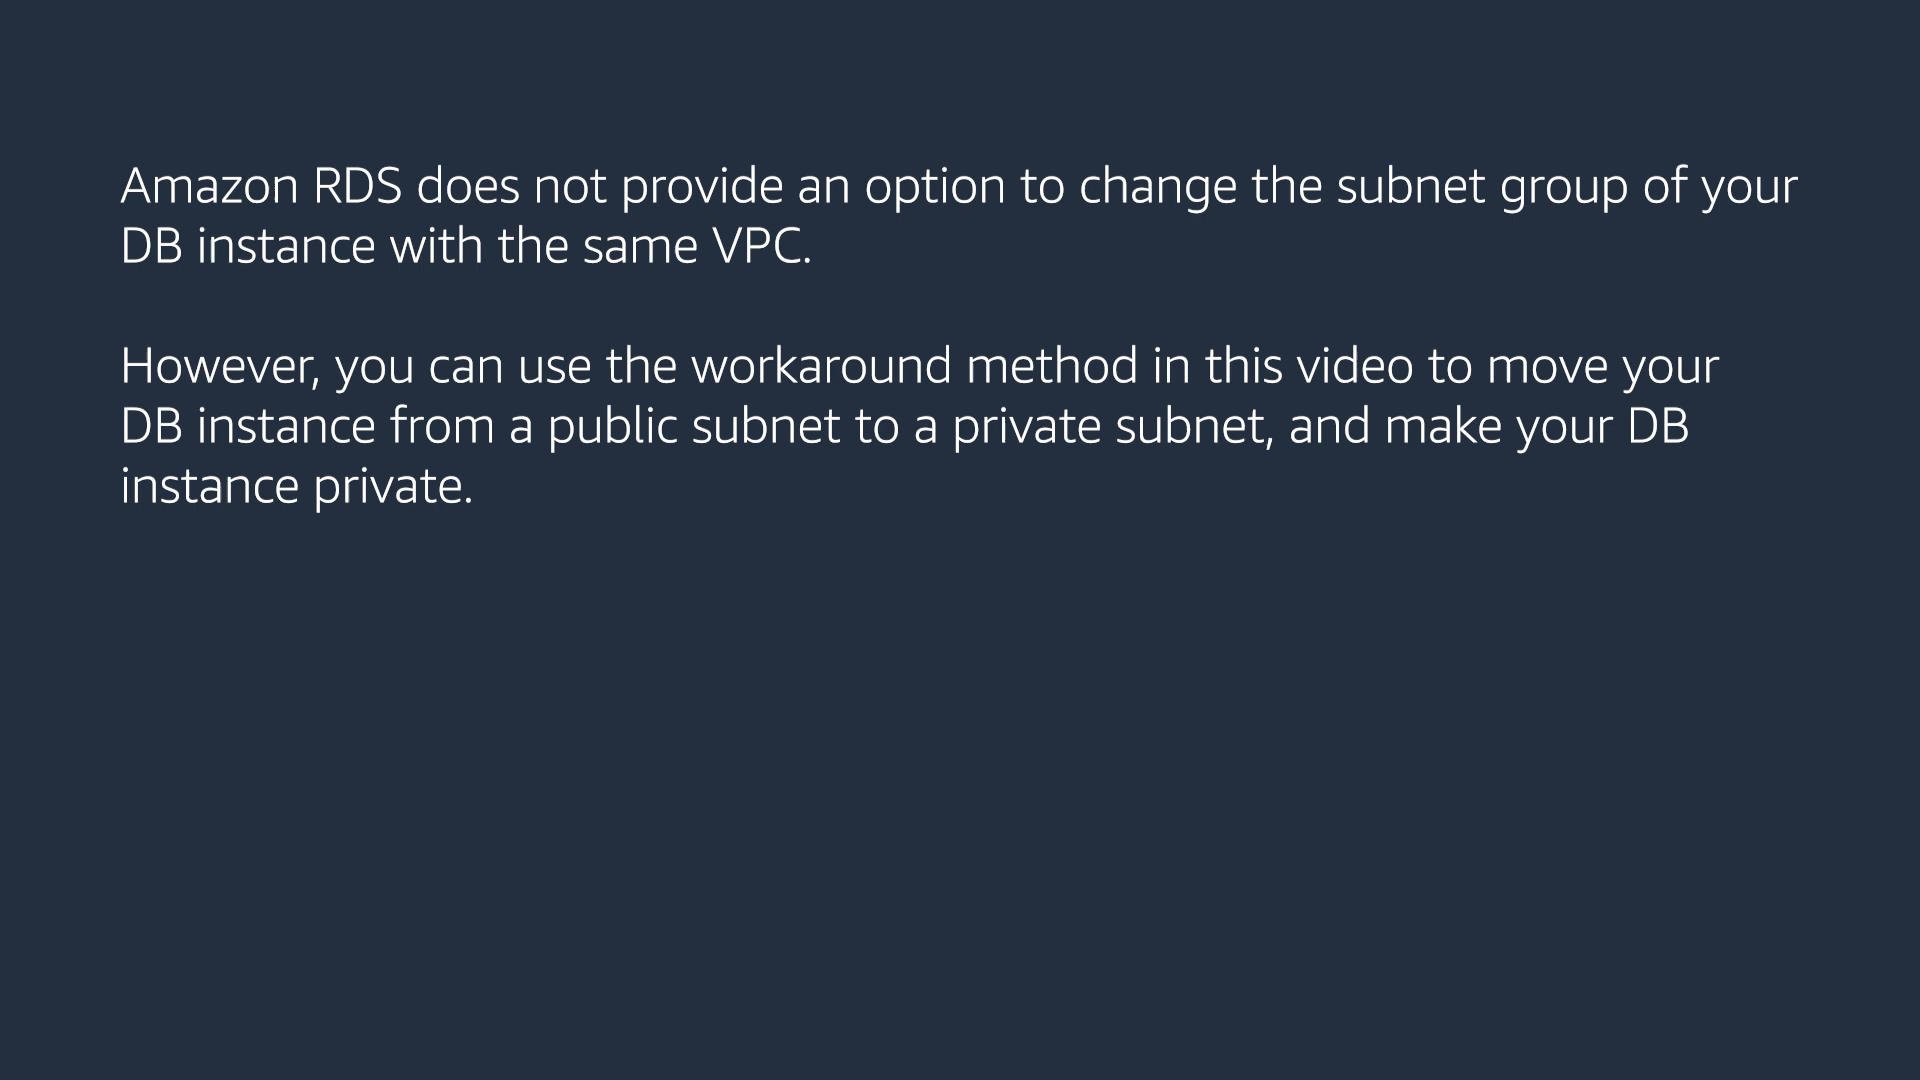 Amazon RDS does not provide an option to change the subnet group of your
DB instance with the same VPC.
However, you can use the workaround method in this video to move your
DB instance from a public subnet to a private subnet, and make your DB
instance private.